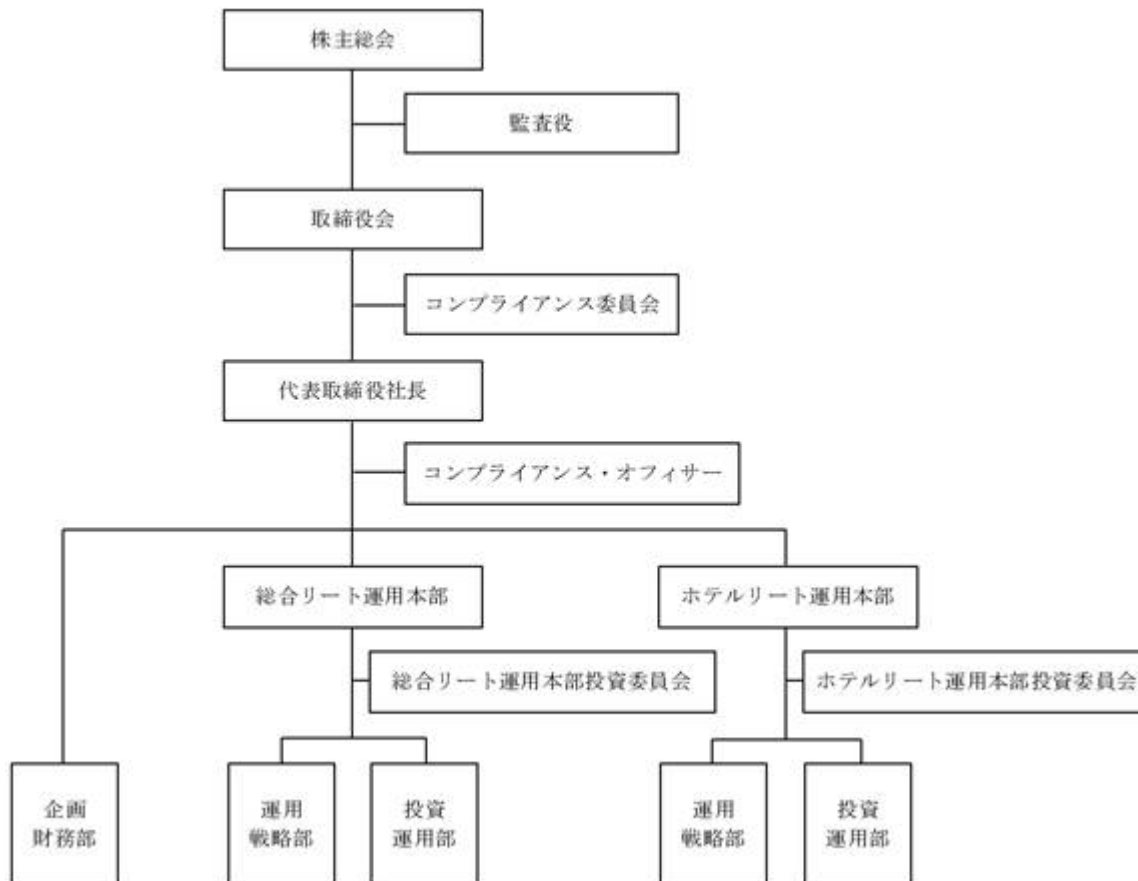 株主総会
監査役
取締役会
コンプライアンス委員会
代表取締役社長
コンプライアンス・オフィサー
総合リート運用本部
ホテルリート運用本部
総合リート運用本部投資委員会
ホテルリート運用本部投資委員会
企画
財務部
運用
戦略部
投資
運用部
運用
戦略部
投資
運用部